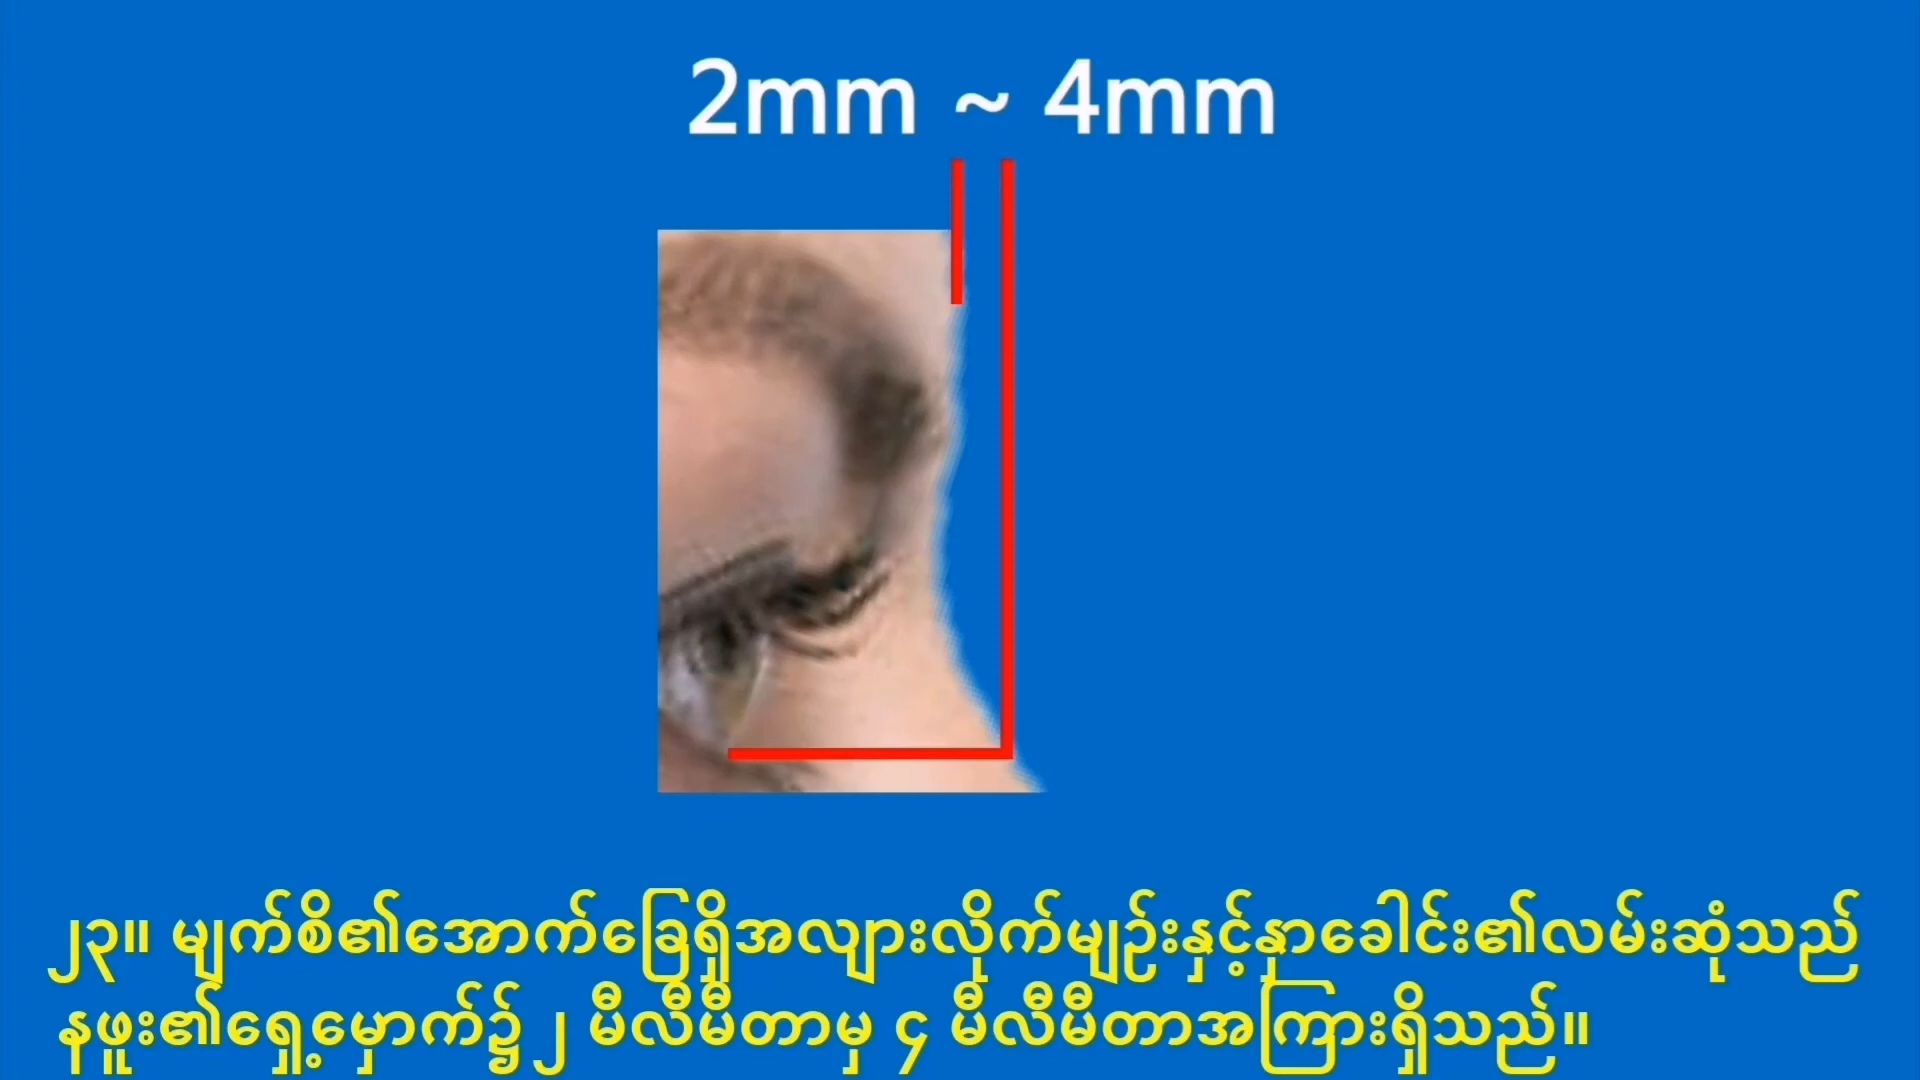 2mm ~ 4mm
၂၃။ မျက်စိ၏အောက်ခြေရှိအလျားလိုက်မျဉ်းနှင့်နှာခေါင်း၏လမ်းဆုံသည်
နဖူး၏ရှေ့မှောက်၌ ၂ မီလီမီတာမှ ၄ မီလီမီတာအကြားရှိသည်။